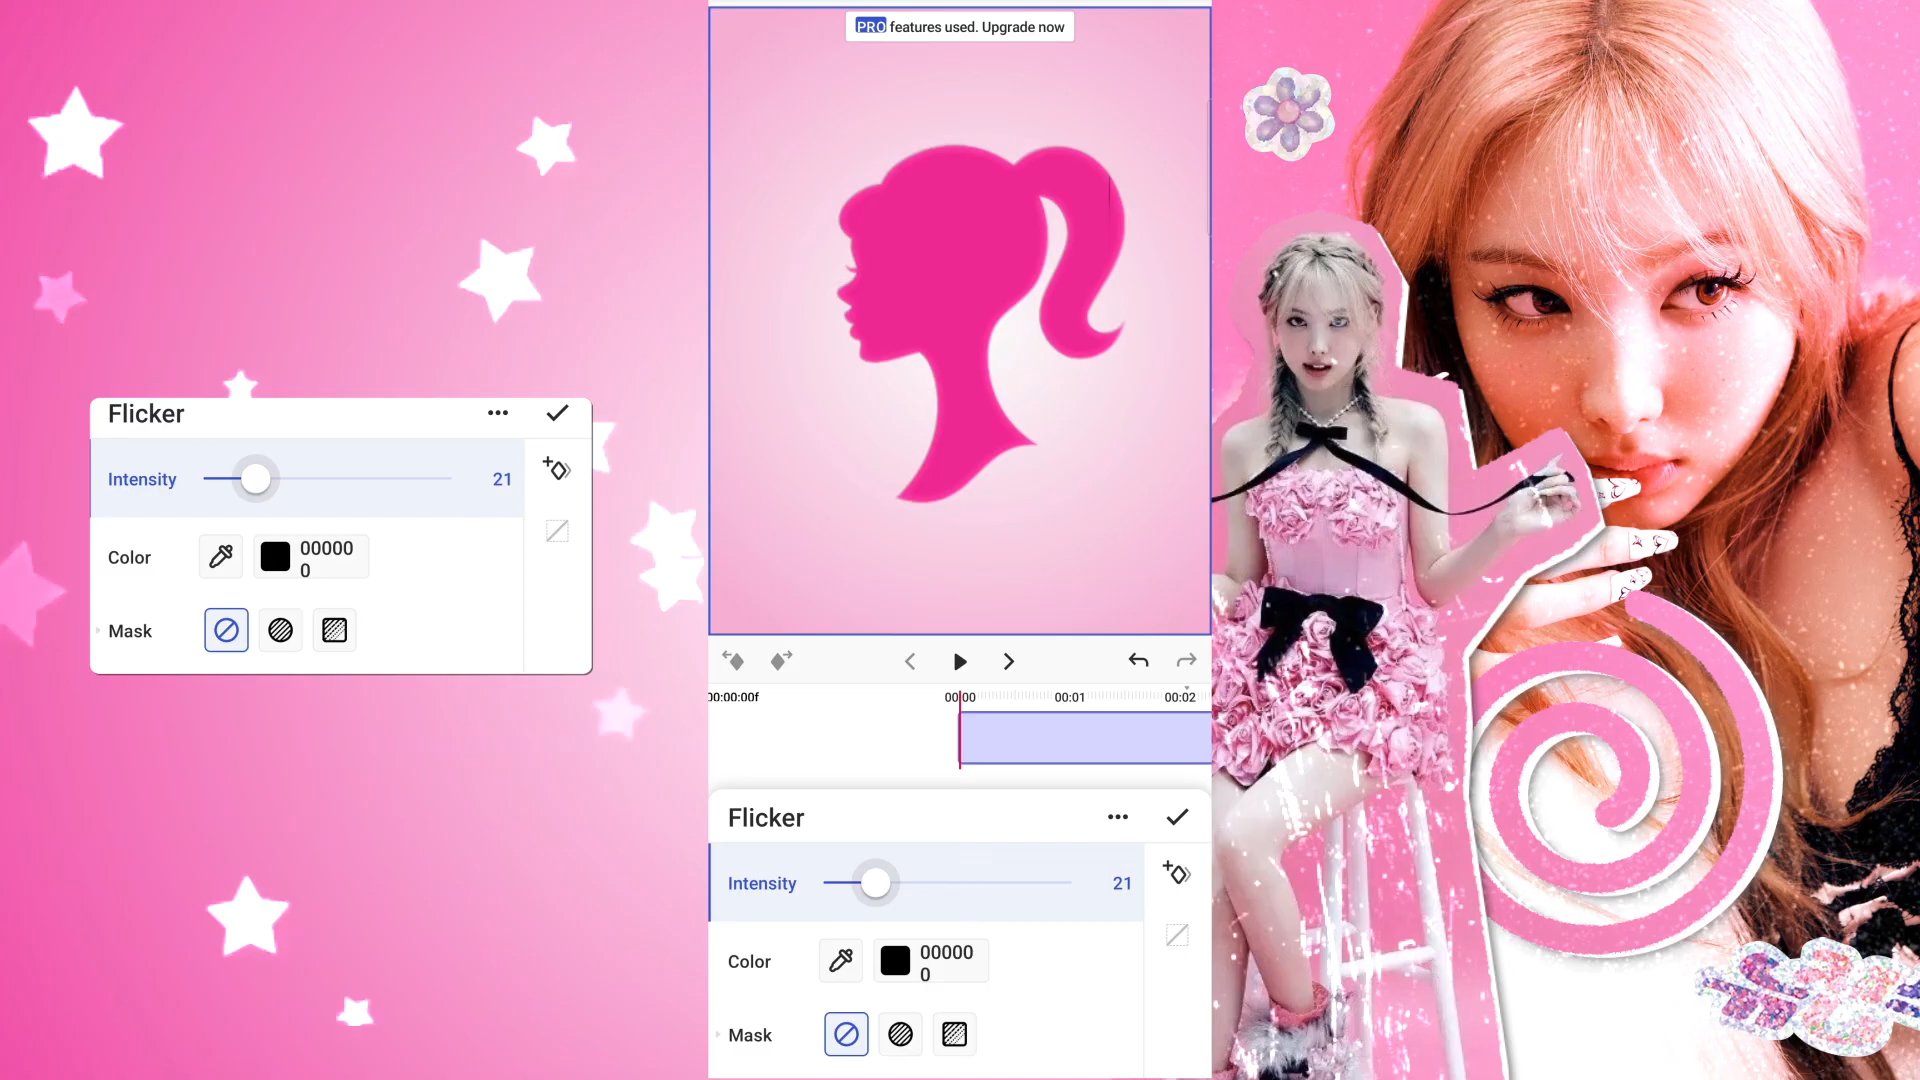 PRO features used. Upgrade now
Flicker
Intensity 21
Color 00000
0
Mask
00:00:00f 00:00 00:01 00:02
Flicker
Intensity 21
Color 00000
0
Mask